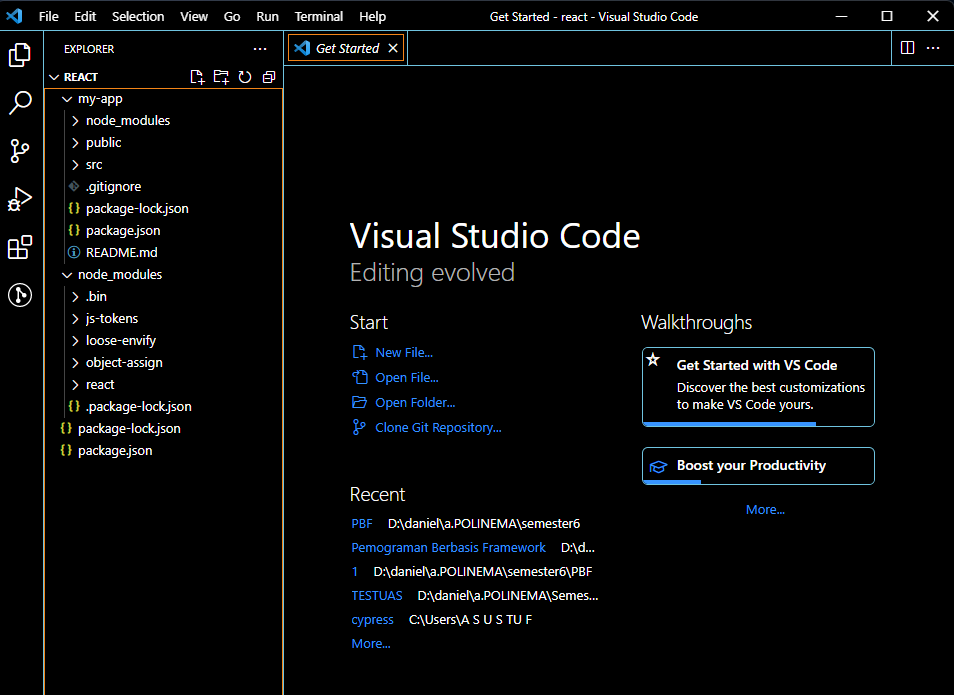 File Edit Selection View Go Run Terminal Help Get Started - react - Visual Studio Code
EXPLORER
Get Started
REACT
my-app
node_modules
public
src
.gitignore
{} package-lock.json
{} package.json
README.md
node_modules
.bin
js-tokens
loose-envify
object-assign
react
{} .package-lock.json
{} package-lock.json
{} package.json
Visual Studio Code
Editing evolved
Start
New File...
Open File...
Open Folder...
Clone Git Repository...
Recent
PBF D:\daniel\a.POLINEMA\semester6
Pemograman Berbasis Framework D:\d...
1 D:\daniel\a.POLINEMA\semester6\PBF
TESTUAS D:\daniel\a.POLINEMA\Semes...
cypress C:\Users\A S U S TU F
More...
Walkthroughs
Get Started with VS Code
Discover the best customizations
to make VS Code yours.
Boost your Productivity
More...